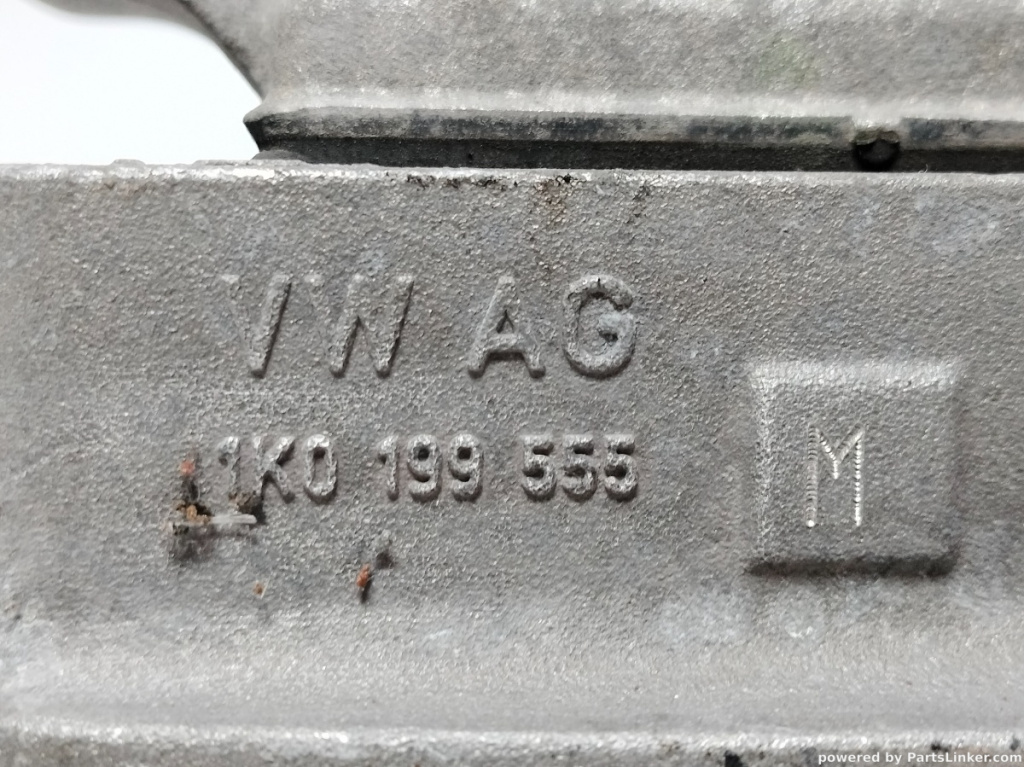 VW AG
1K0 199 555
M
powered by PartsLinker.com